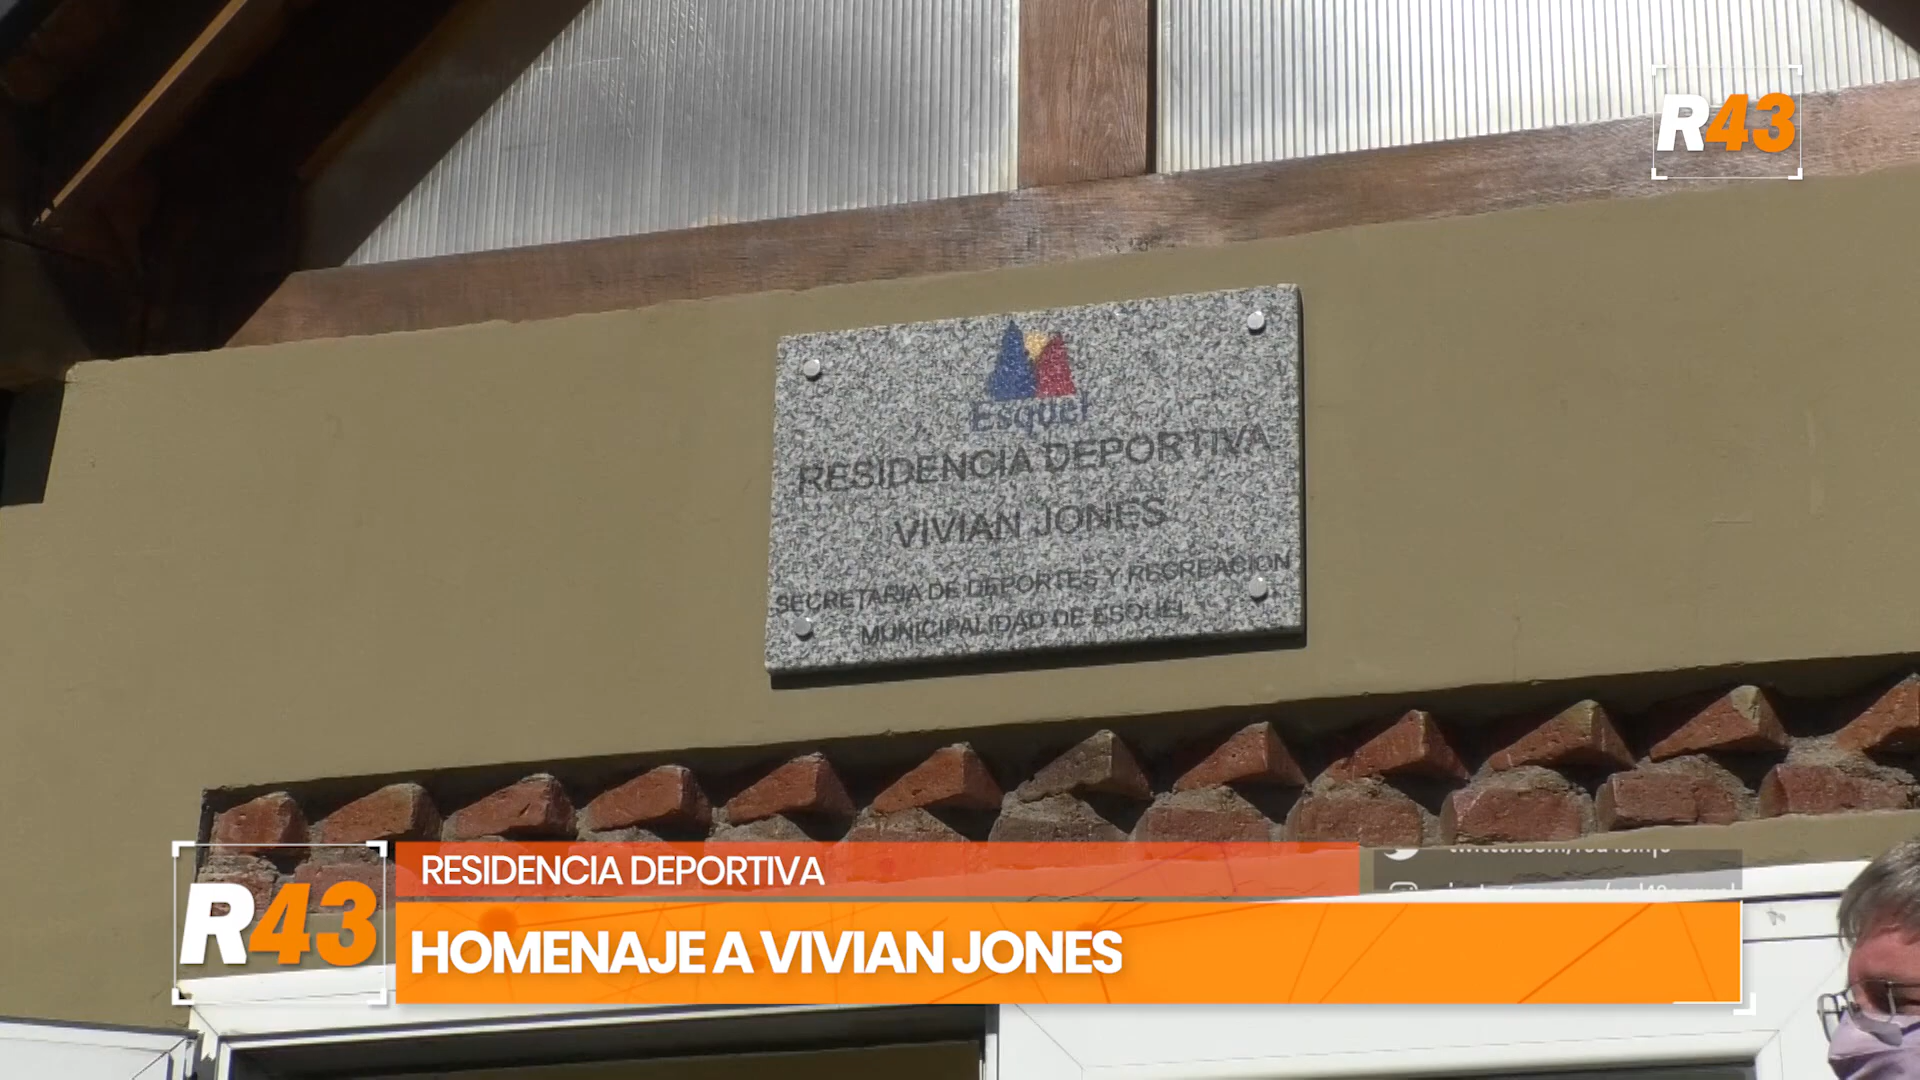 R43
Esquel
RESIDENCIA DEPORTIVA
VIVIAN JONES
SECRETARIA DE DEPORTES Y RECREACION
MUNICIPALIDAD DE ESQUEL
RESIDENCIA DEPORTIVA
R43
HOMENAJE A VIVIAN JONES